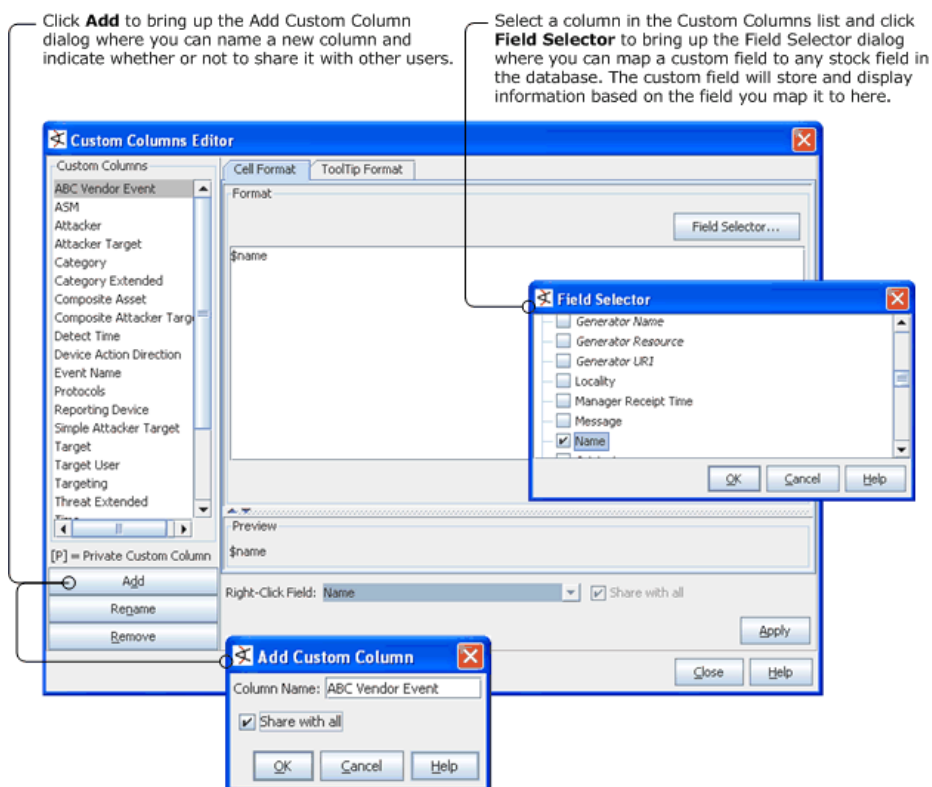 Click Add to bring up the Add Custom Column
dialog where you can name a new column and
indicate whether or not to share it with other users.
Select a column in the Custom Columns list and click
Field Selector to bring up the Field Selector dialog
where you can map a custom field to any stock field in
the database. The custom field will store and display
information based on the field you map it to here.
Custom Columns Editor
Custom Columns
ABC Vendor Event
ASM
Attacker
Attacker Target
Category
Category Extended
Composite Asset
Composite Attacker Targ
Detect Time
Device Action Direction
Event Name
Protocols
Reporting Device
Simple Attacker Target
Target
Target User
Targeting
Threat Extended
[P] = Private Custom Column
Add
Rename
Remove
Cell Format
ToolTip Format
Format
Field Selector...
$name
Preview
$name
Right-Click Field: Name
Share with all
Apply
Close
Help
Field Selector
Generator Name
Generator Resource
Generator URI
Locality
Manager Receipt Time
Message
Name
OK
Cancel
Help
Add Custom Column
Column Name: ABC Vendor Event
Share with all
OK
Cancel
Help